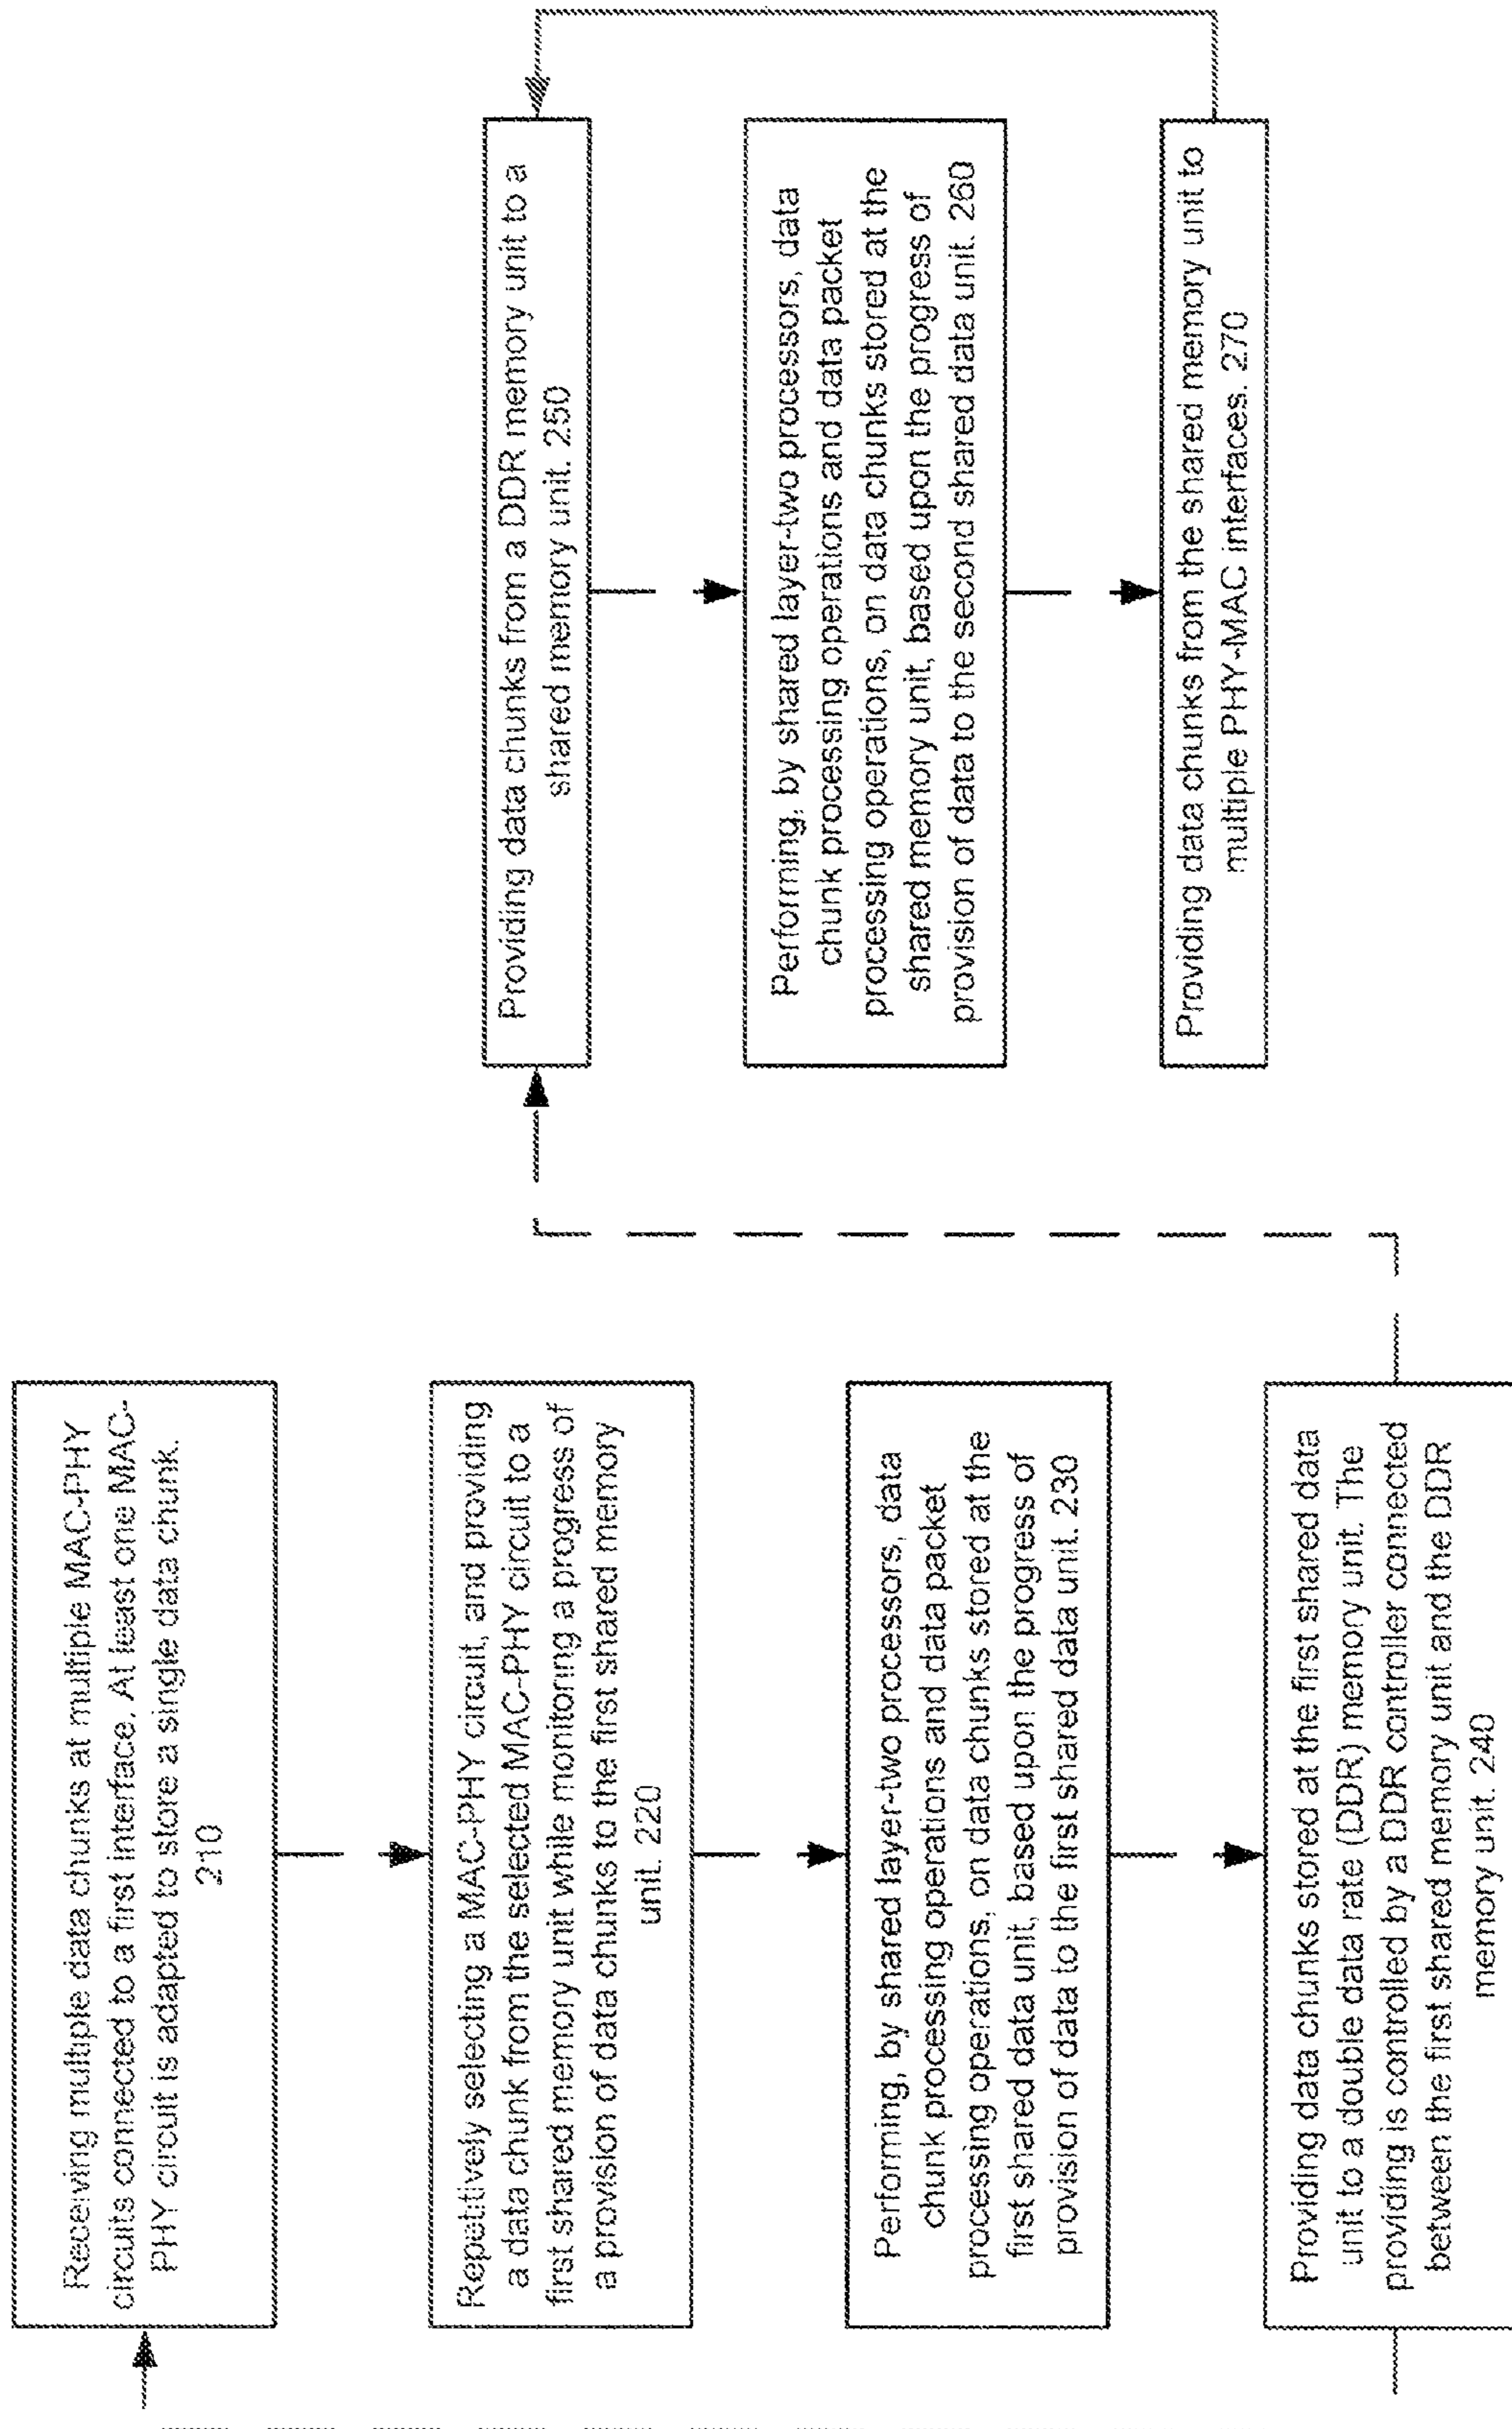 Receiving multiple data chunks at multiple MAC-PHY
circuits connected to a first interface. At least one MAC-
PHY circuit is adapted to store a single data chunk.
210
Repetitively selecting a MAC-PHY circuit, and providing
a data chunk from the selected MAC-PHY circuit to a
first shared memory unit while monitoring a progress of
a provision of data chunks to the first shared memory
unit. 220
Performing, by shared layer-two processors, data
chunk processing operations and data packet
processing operations, on data chunks stored at the
first shared data unit, based upon the progress of
provision of data to the first shared data unit. 230
Providing data chunks stored at the first shared data
unit to a double data rate (DDR) memory unit. The
providing is controlled by a DDR controller connected
between the first shared memory unit and the DDR
memory unit. 240
Providing data chunks from a DDR memory unit to a
shared memory unit. 250
Performing, by shared layer-two processors, data
chunk processing operations and data packet
processing operations, on data chunks stored at the
shared memory unit, based upon the progress of
provision of data to the second shared data unit. 260
Providing data chunks from the shared memory unit to
multiple PHY-MAC interfaces. 270